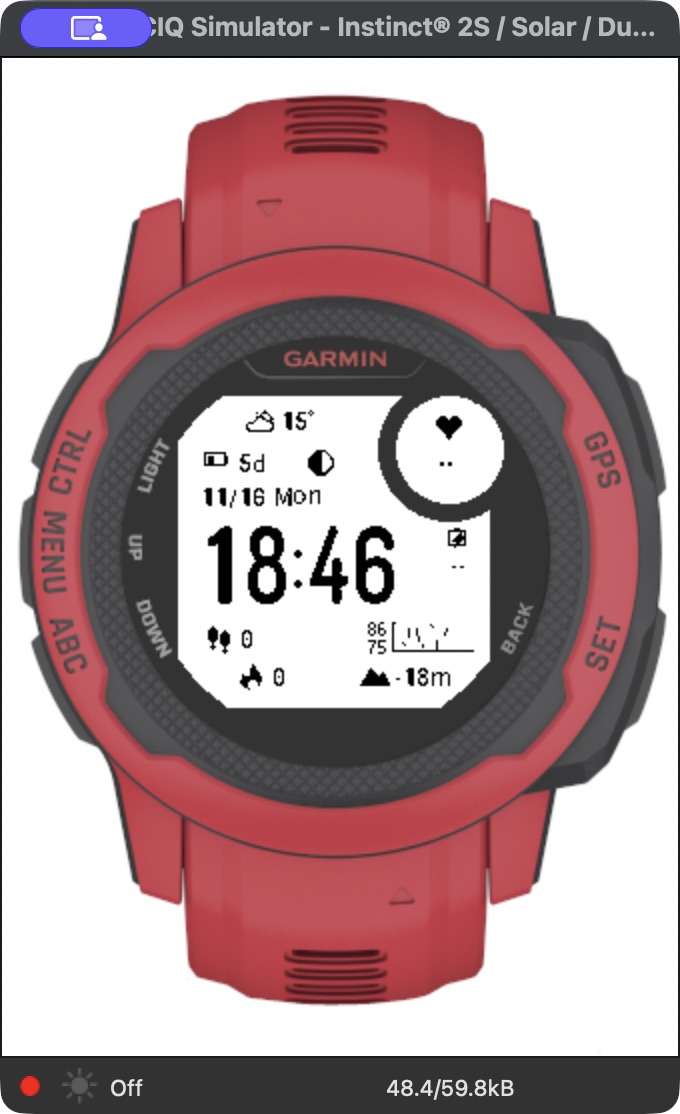 CIQ Simulator - Instinct® 2S / Solar / Du...
GARMIN
15°
5d
11/16 Mon
18:46
--
--
0
86
75
0
-18m
CTRL
MENU
ABC
LIGHT
UP
DOWN
GPS
SET
BACK
Off
48.4/59.8kB